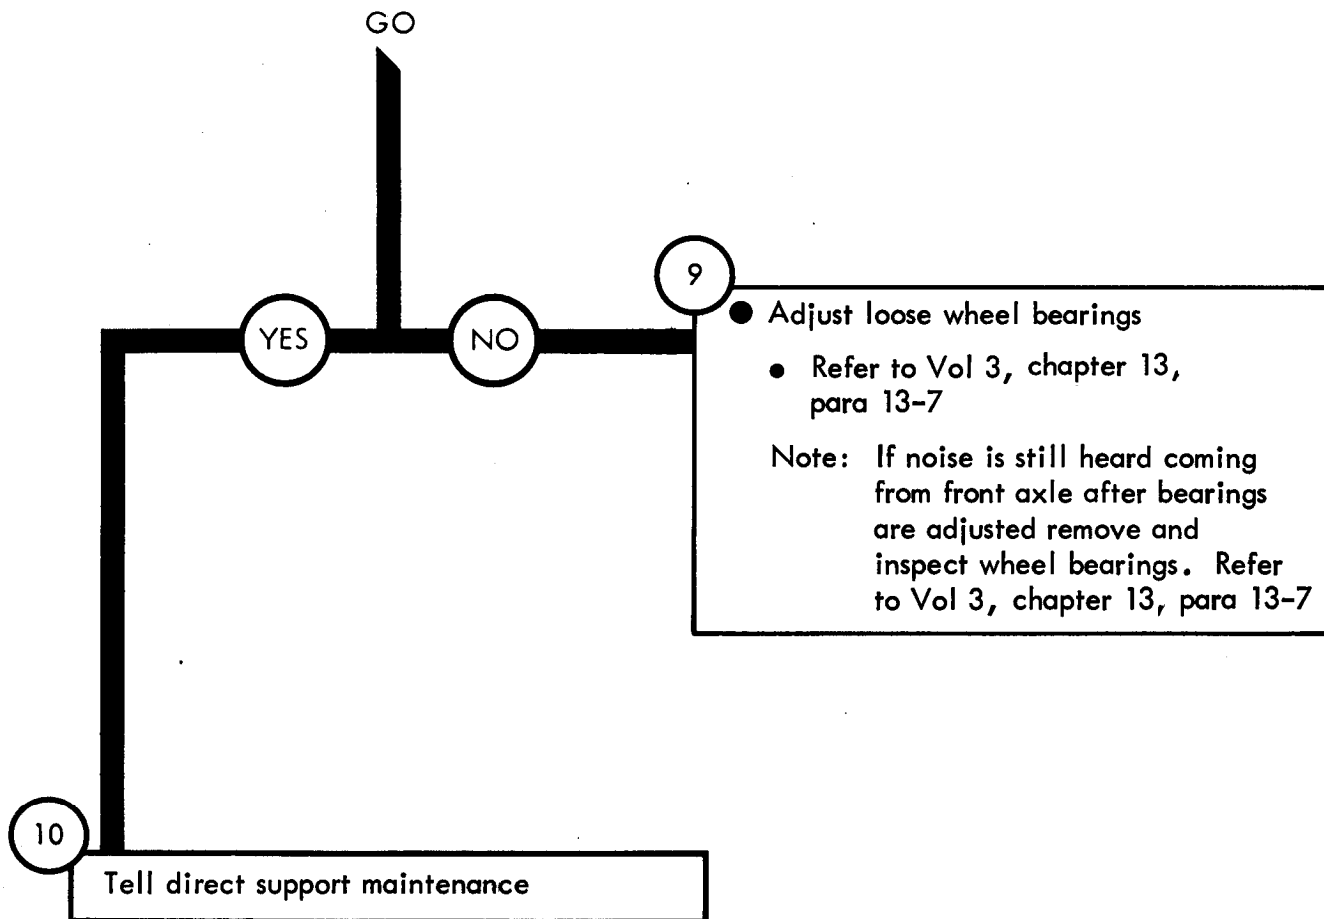 GO
9
YES
NO
● Adjust loose wheel bearings
● Refer to Vol 3, chapter 13,
para 13-7
Note: If noise is still heard coming
from front axle after bearings
are adjusted remove and
inspect wheel bearings. Refer
to Vol 3, chapter 13, para 13-7
10
Tell direct support maintenance